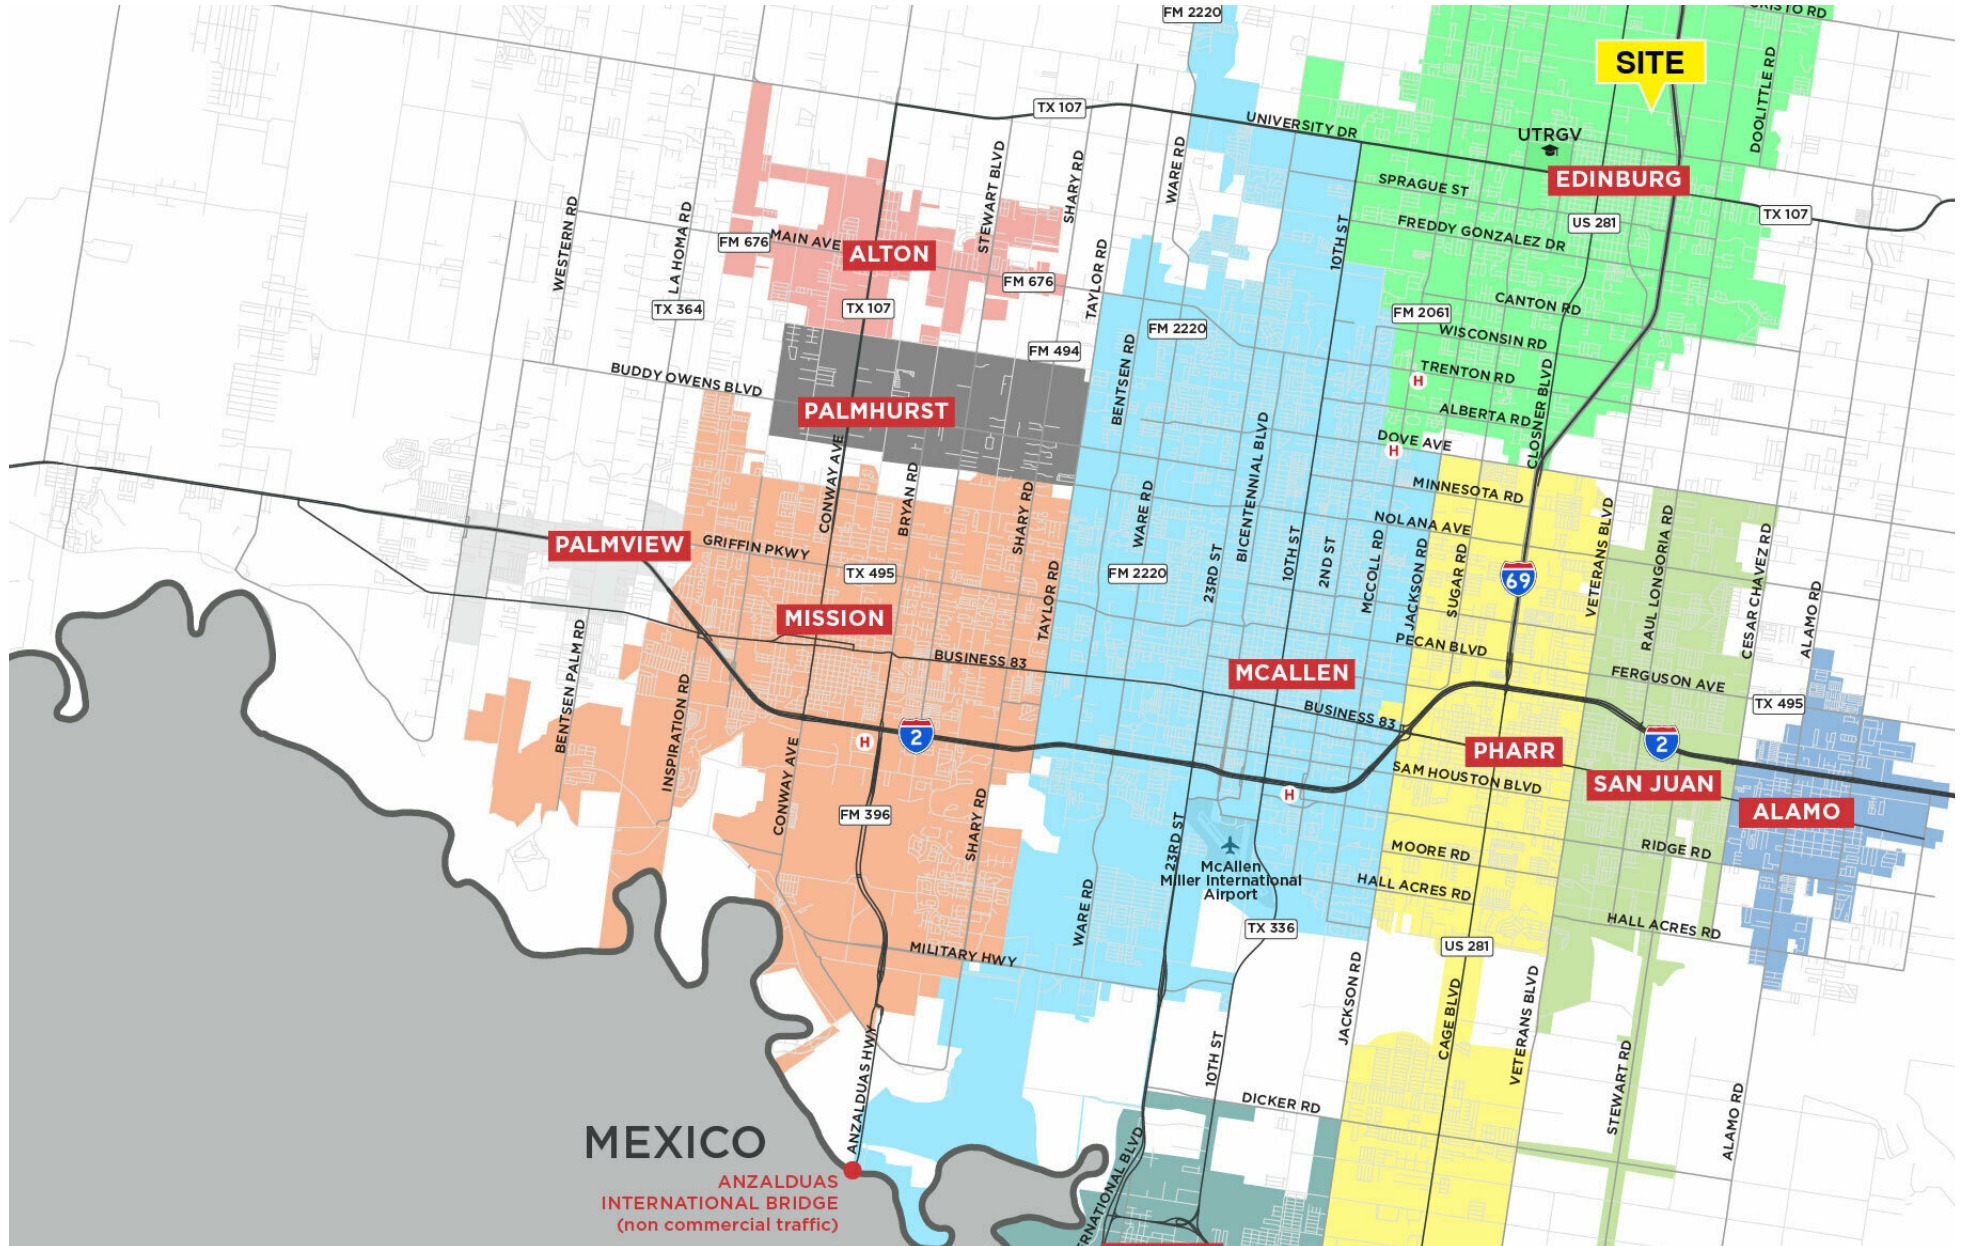 FM 2220
CRISTO RD
SITE
DOOLITTLE RD
TX 107
UNIVERSITY DR
UTRGV
EDINBURG
SPRAGUE ST
TX 107
US 281
FREDDY GONZALEZ DR
WARE RD
STEWART BLVD
SHARY RD
WESTERN RD
LA HOMA RD
FM 676
MAIN AVE
ALTON
TAYLOR RD
10TH ST
FM 676
TX 364
TX 107
CANTON RD
FM 2061
FM 2220
WISCONSIN RD
FM 494
BENTSEN RD
TRENTON RD
H
CLOSNER BLVD
BUDDY OWENS BLVD
PALMHURST
ALBERTA RD
DOVE AVE
H
CONWAY AVE
BRYAN RD
SHARY RD
WARE RD
BICENTENNIAL BLVD
MINNESOTA RD
NOLANA AVE
VETERANS BLVD
RAUL LONGORIA RD
CESAR CHAVEZ RD
ALAMO RD
PALMVIEW
GRIFFIN PKWY
TX 495
FM 2220
23RD ST
10TH ST
2ND ST
MCCOLL RD
JACKSON RD
SUGAR RD
69
MISSION
TAYLOR RD
BENTSEN PALM RD
BUSINESS 83
PECAN BLVD
MCALLEN
FERGUSON AVE
INSPIRATION RD
BUSINESS 83
TX 495
H
2
2
PHARR
CONWAY AVE
SAM HOUSTON BLVD
SAN JUAN
H
FM 396
ALAMO
SHARY RD
23RD ST
MOORE RD
RIDGE RD
McAllen
Miller International
Airport
HALL ACRES RD
WARE RD
TX 336
HALL ACRES RD
MILITARY HWY
US 281
JACKSON RD
CAGE BLVD
VETERANS BLVD
ANZALDUAS HWY
10TH ST
STEWART RD
ALAMO RD
DICKER RD
MEXICO
ANZALDUAS
INTERNATIONAL BRIDGE
(non commercial traffic)
ERNATIONAL BLVD